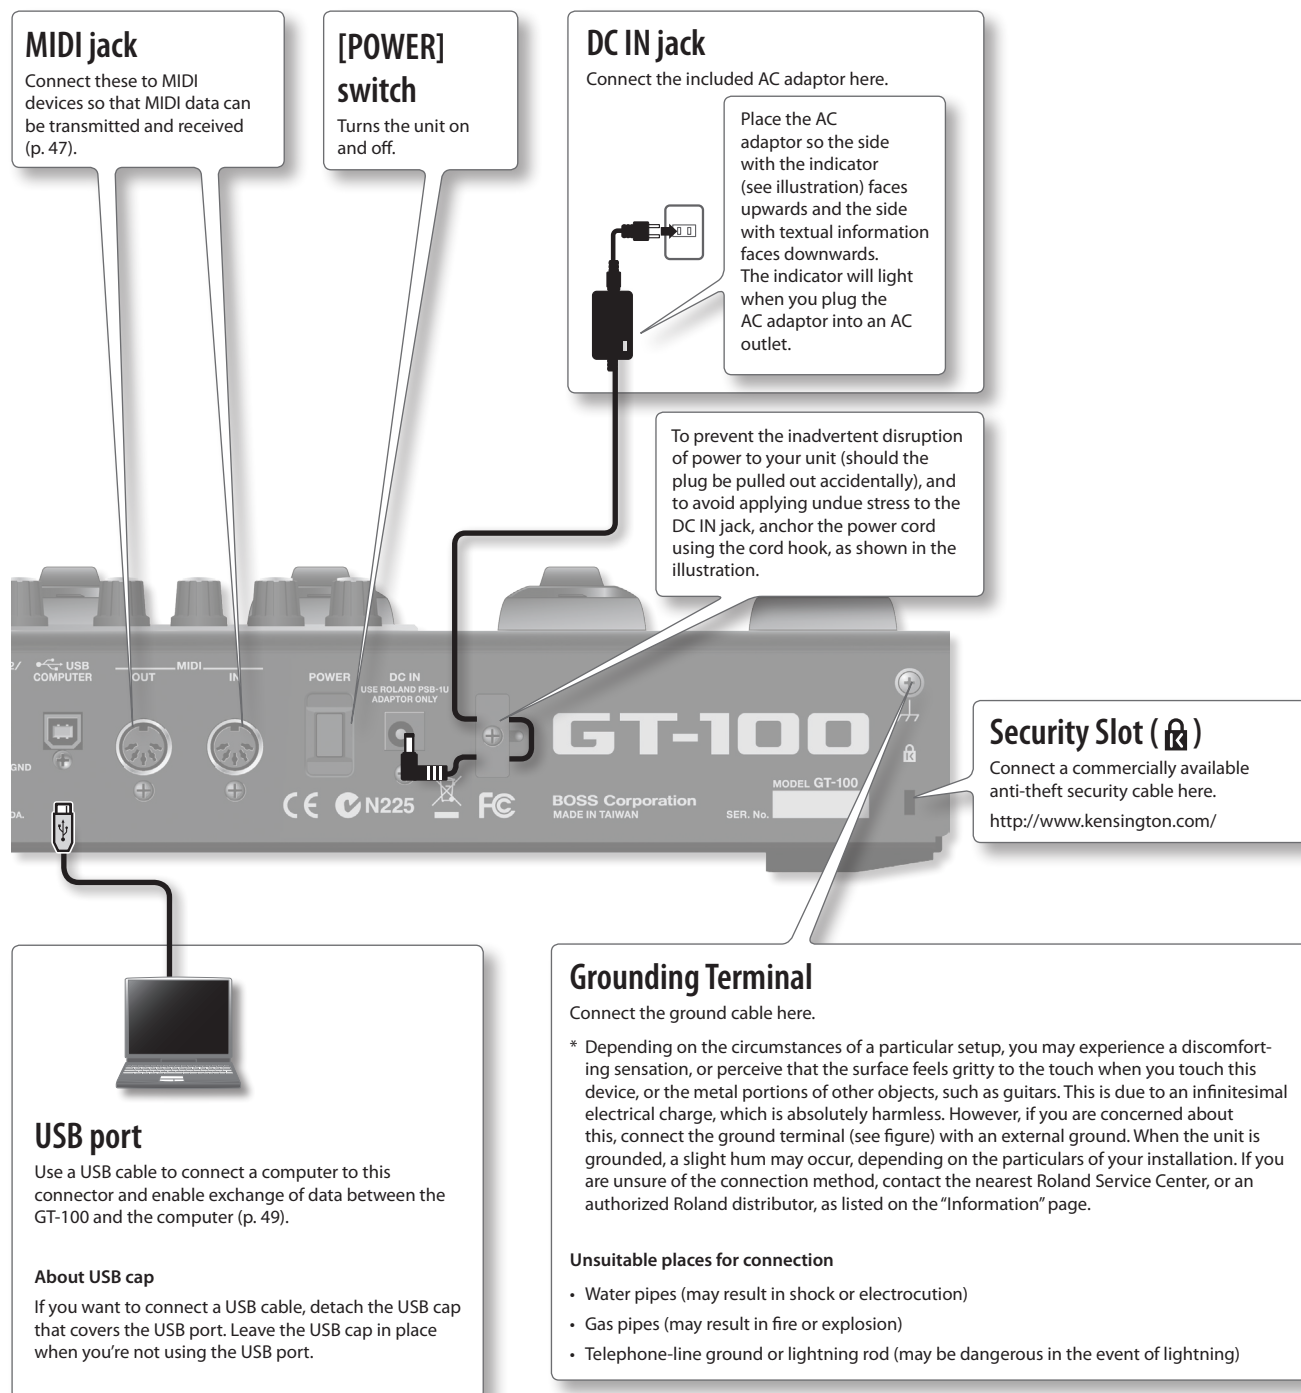 MIDI jack
Connect these to MIDI
devices so that MIDI data can
be transmitted and received
(p. 47).
[POWER]
switch
Turns the unit on
and off.
DC IN jack
Connect the included AC adaptor here.
Place the AC
adaptor so the side
with the indicator
(see illustration) faces
upwards and the side
with textual information
faces downwards.
The indicator will light
when you plug the
AC adaptor into an AC
outlet.
To prevent the inadvertent disruption
of power to your unit (should the
plug be pulled out accidentally), and
to avoid applying undue stress to the
DC IN jack, anchor the power cord
using the cord hook, as shown in the
illustration.
2/
USB
COMPUTER
MIDI
OUT
IN
POWER
DC IN
USE ROLAND PSB-1U
ADAPTOR ONLY
GT-100
GND
DA.
CE N225 FC
BOSS Corporation
MADE IN TAIWAN
MODEL GT-100
SER. No.
Security Slot ( )
Connect a commercially available
anti-theft security cable here.
http://www.kensington.com/
USB port
Use a USB cable to connect a computer to this
connector and enable exchange of data between the
GT-100 and the computer (p. 49).
About USB cap
If you want to connect a USB cable, detach the USB cap
that covers the USB port. Leave the USB cap in place
when you're not using the USB port.
Grounding Terminal
Connect the ground cable here.
* Depending on the circumstances of a particular setup, you may experience a discomfort-
ing sensation, or perceive that the surface feels gritty to the touch when you touch this
device, or the metal portions of other objects, such as guitars. This is due to an infinitesimal
electrical charge, which is absolutely harmless. However, if you are concerned about
this, connect the ground terminal (see figure) with an external ground. When the unit is
grounded, a slight hum may occur, depending on the particulars of your installation. If you
are unsure of the connection method, contact the nearest Roland Service Center, or an
authorized Roland distributor, as listed on the “Information” page.
Unsuitable places for connection
• Water pipes (may result in shock or electrocution)
• Gas pipes (may result in fire or explosion)
• Telephone-line ground or lightning rod (may be dangerous in the event of lightning)